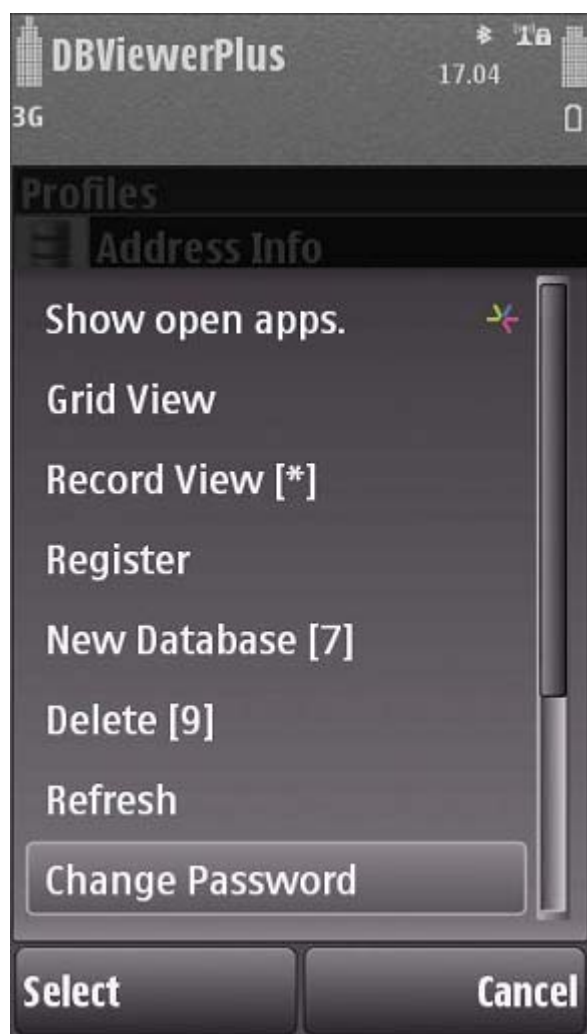 DBViewerPlus
17.04
3G
Profiles
Address Info
Show open apps.
Grid View
Record View [*]
Register
New Database [7]
Delete [9]
Refresh
Change Password
Select Cancel